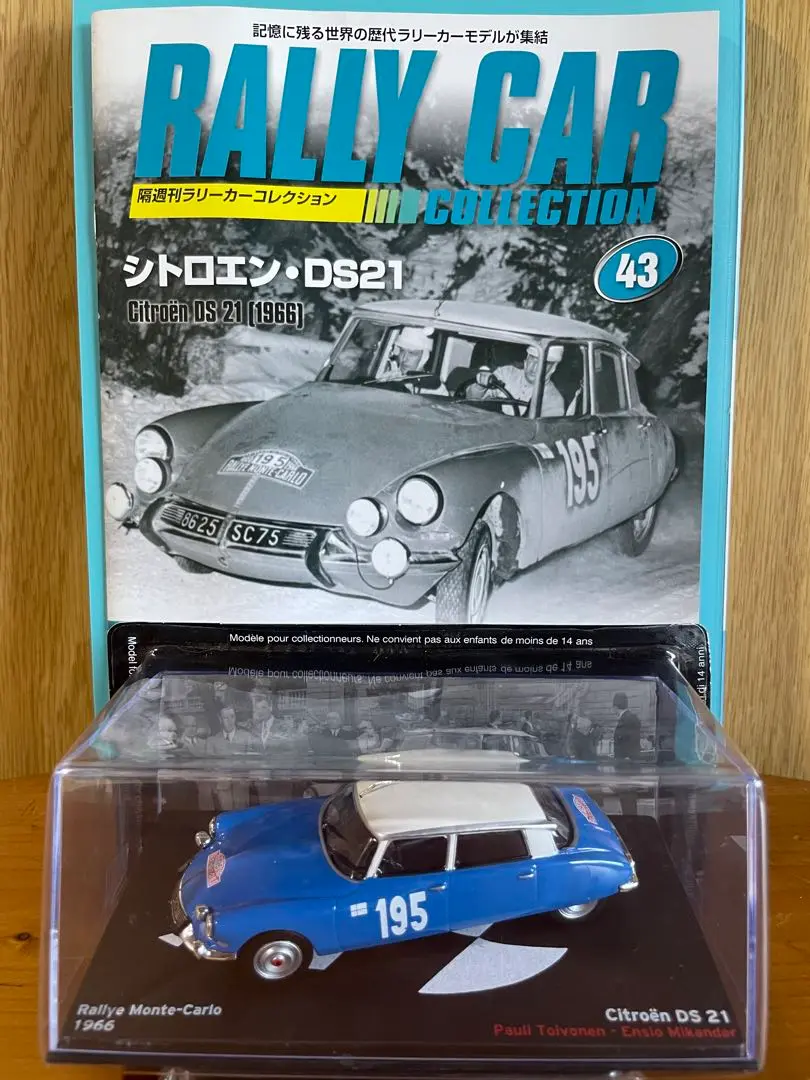 記憶に残る世界の歴代ラリーカーモデルが集結
RALLY CAR
隔週刊ラリーカーコレクション
COLLECTION
シトロエン・DS21
43
Citroën DS 21 (1966)
195
RALLYE MONTE-CARLO
195
8625 SC75
Modèle pour collectionneurs. Ne convient pas aux enfants de moins de 14 ans
195
Rallye Monte-Carlo
1966
Citroën DS 21
Pauli Toivonen - Ensio Mikander